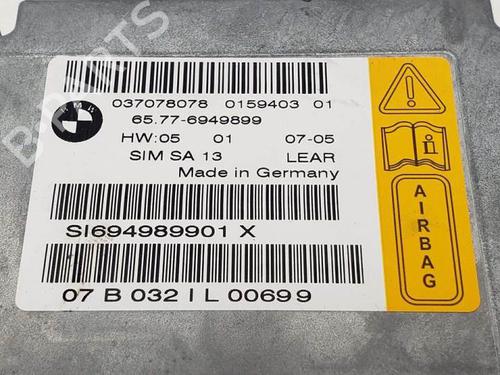 BMW
037078078 0159403 01
65.77-6949899
HW:05 01 07-05
SIM SA 13 LEAR
Made in Germany
SI694989901 X
07 B 032 I L 00699
AIRBAG
B-PARTS